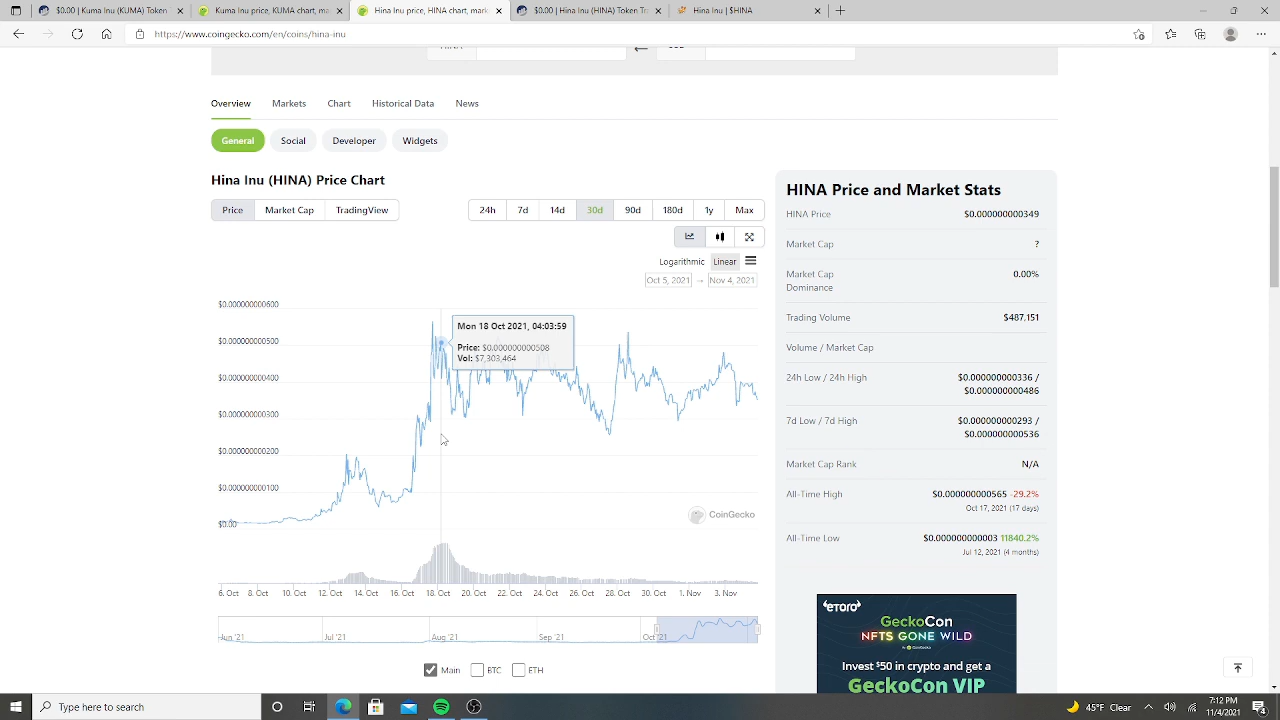 $0.00 | Kuma Inu (KUMA) Token
Kuma Inu price, KUMA chart, ma
Hina Inu price, HINA chart, mark
$0.00 | Hina Inu (HINA) Token Tra
Hina Inu | $HINA
https://www.coingecko.com/en/coins/hina-inu
Overview Markets Chart Historical Data News
General Social Developer Widgets
Hina Inu (HINA) Price Chart
Price Market Cap TradingView
24h 7d 14d 30d 90d 180d 1y Max
Logarithmic Linear
Oct 5, 2021 → Nov 4, 2021
$0.000000000600
$0.000000000500
$0.000000000400
$0.000000000300
$0.000000000200
$0.000000000100
Mon 18 Oct 2021, 04:03:59
Price: $0.000000000508
Vol: $7,303,464
CoinGecko
6. Oct 8. Oct 10. Oct 12. Oct 14. Oct 16. Oct 18. Oct 20. Oct 22. Oct 24. Oct 26. Oct 28. Oct 30. Oct 1. Nov 3. Nov
Jun '21 Jul '21 Aug '21 Sep '21 Oct '21
Main BTC ETH
HINA Price and Market Stats
HINA Price $0.000000000349
Market Cap ?
Market Cap
Dominance 0.00%
Trading Volume $487,151
Volume / Market Cap
24h Low / 24h High $0.000000000336 /
$0.000000000486
7d Low / 7d High $0.000000000293 /
$0.000000000536
Market Cap Rank N/A
All-Time High $0.000000000565 -29.2%
Oct 17, 2021 (17 days)
All-Time Low $0.000000000003 11840.2%
Jul 12, 2021 (4 months)
eTORO
GeckoCon
NFTS GONE WILD
Invest $50 in crypto and get a
GeckoCon VIP
Type here to search
45°F Clear
7:12 PM
11/4/2021